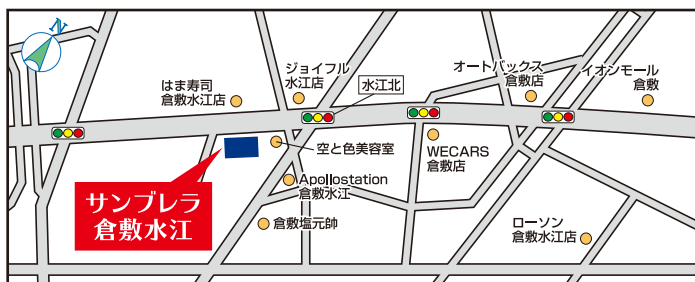 N
はま寿司
倉敷水江店
ジョイフル
水江店
水江北
オートバックス
倉敷店
イオンモール
倉敷
空と色美容室
WECARS
倉敷店
サンブレラ
倉敷水江
Apollostation
倉敷水江
倉敷塩元帥
ローソン
倉敷水江店